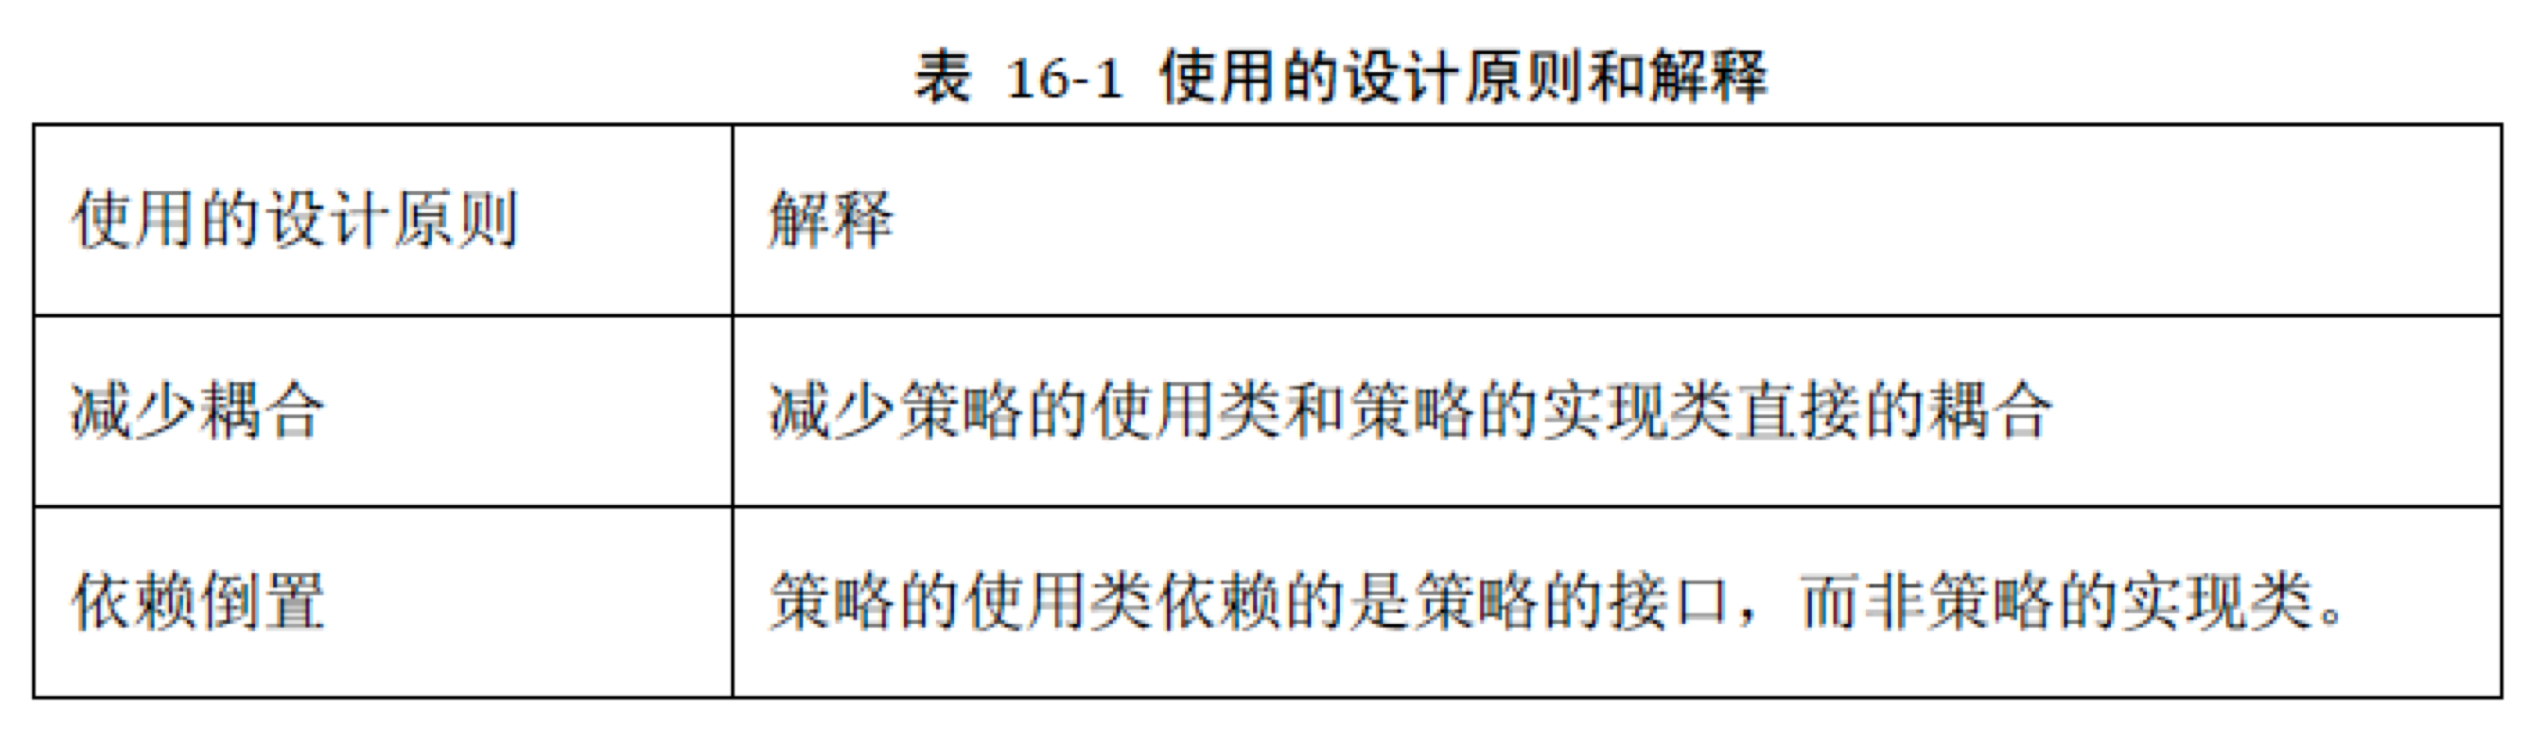 表 16-1 使用的设计原则和解释
使用的设计原则
解释
减少耦合
减少策略的使用类和策略的实现类直接的耦合
依赖倒置
策略的使用类依赖的是策略的接口，而非策略的实现类。